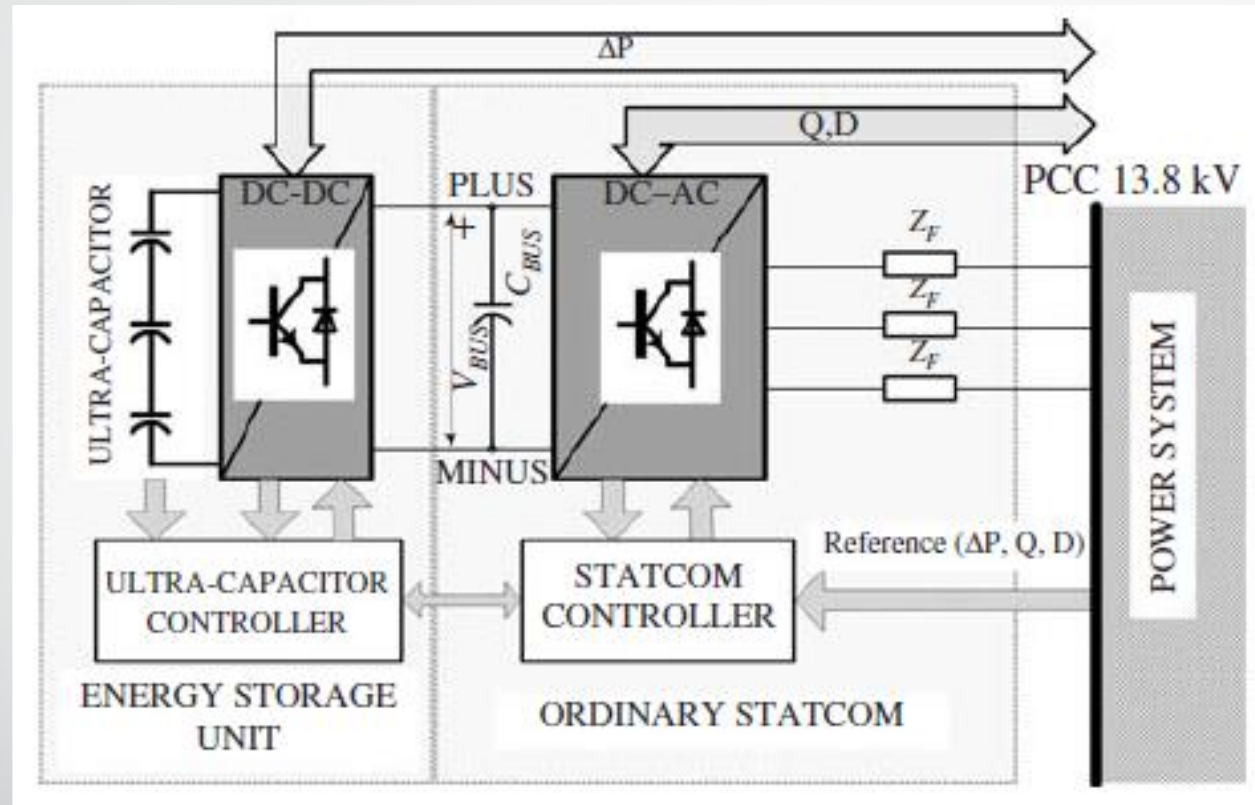 ΔP
Q,D
PCC 13.8 kV
DC-DC
PLUS
DC–AC
Z_F
Z_F
Z_F
+
C_BUS
V_BUS
ULTRA-CAPACITOR
MINUS
POWER SYSTEM
Reference (ΔP, Q, D)
ULTRA-CAPACITOR
CONTROLLER
STATCOM
CONTROLLER
ENERGY STORAGE
UNIT
ORDINARY STATCOM